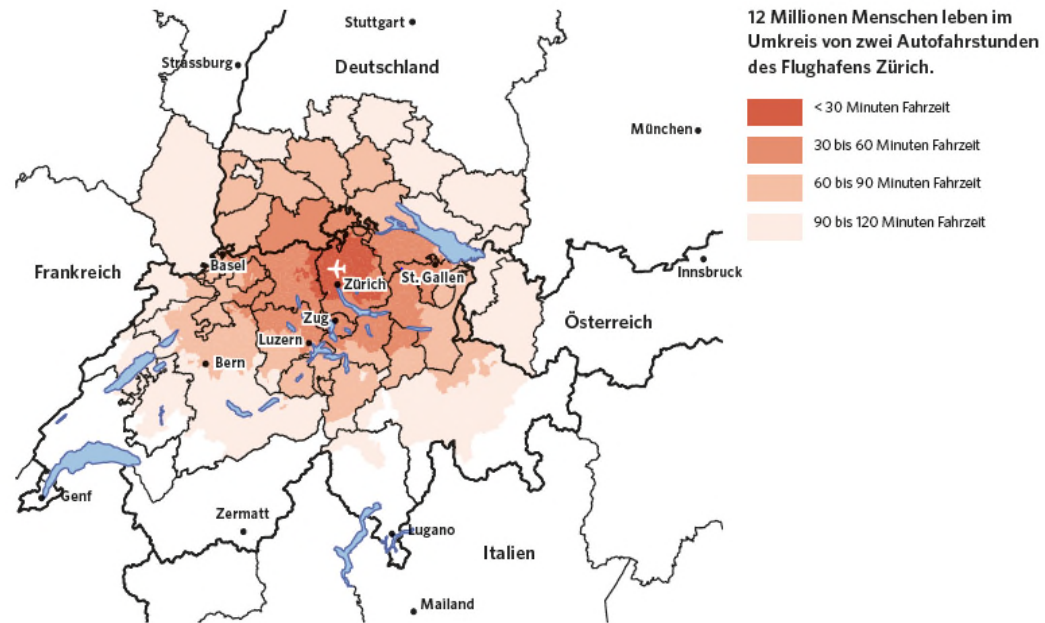 12 Millionen Menschen leben im
Umkreis von zwei Autofahrstunden
des Flughafens Zürich.
< 30 Minuten Fahrzeit
30 bis 60 Minuten Fahrzeit
60 bis 90 Minuten Fahrzeit
90 bis 120 Minuten Fahrzeit
Stuttgart
Strassburg
Deutschland
München
Frankreich
Basel
Zürich
St. Gallen
Innsbruck
Zug
Österreich
Luzern
Bern
Genf
Zermatt
Lugano
Italien
Mailand